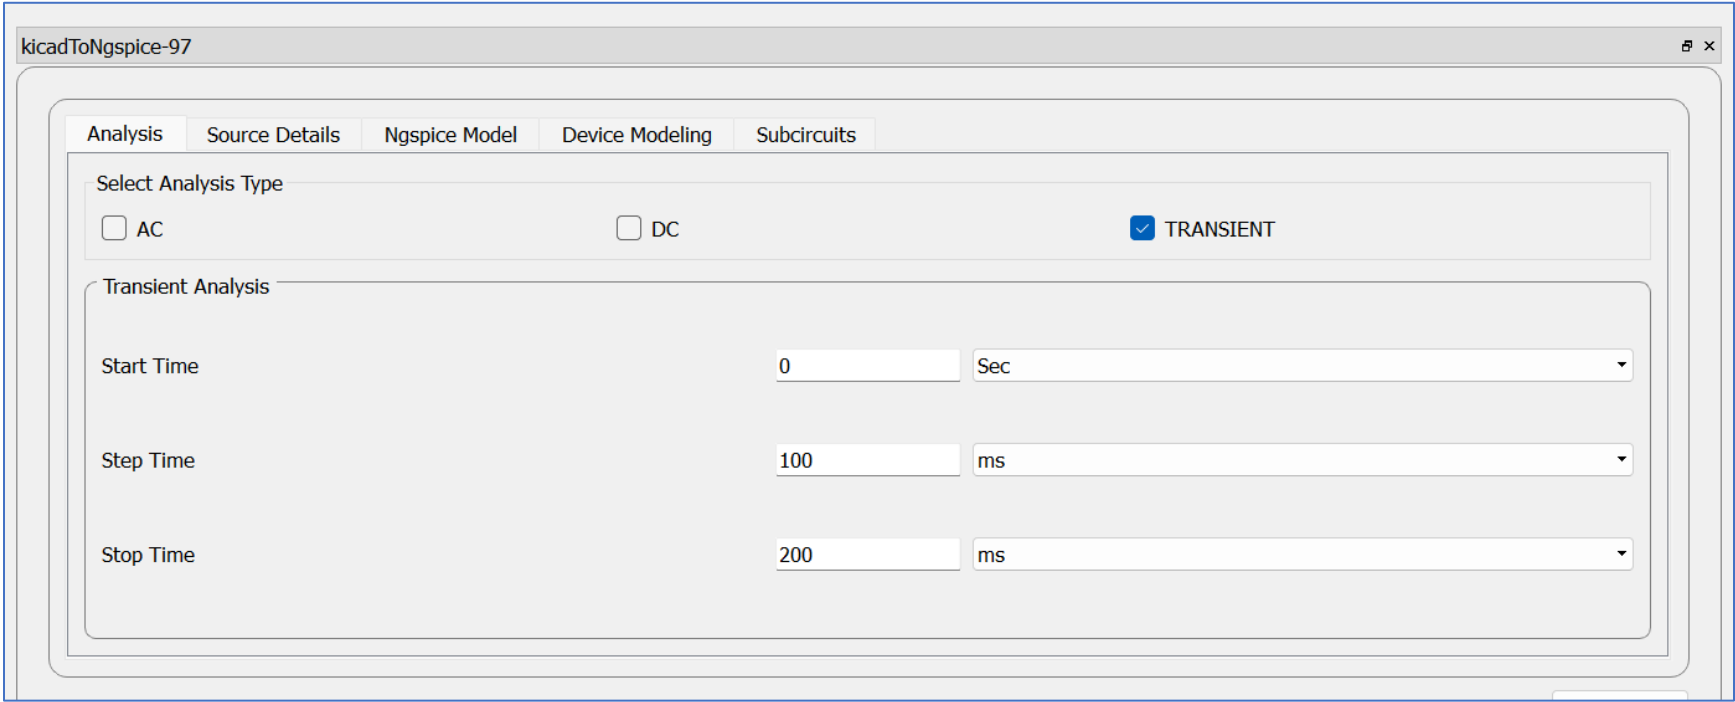 kicadToNgspice-97
Analysis Source Details Ngspice Model Device Modeling Subcircuits
Select Analysis Type
AC DC TRANSIENT
Transient Analysis
Start Time 0 Sec
Step Time 100 ms
Stop Time 200 ms